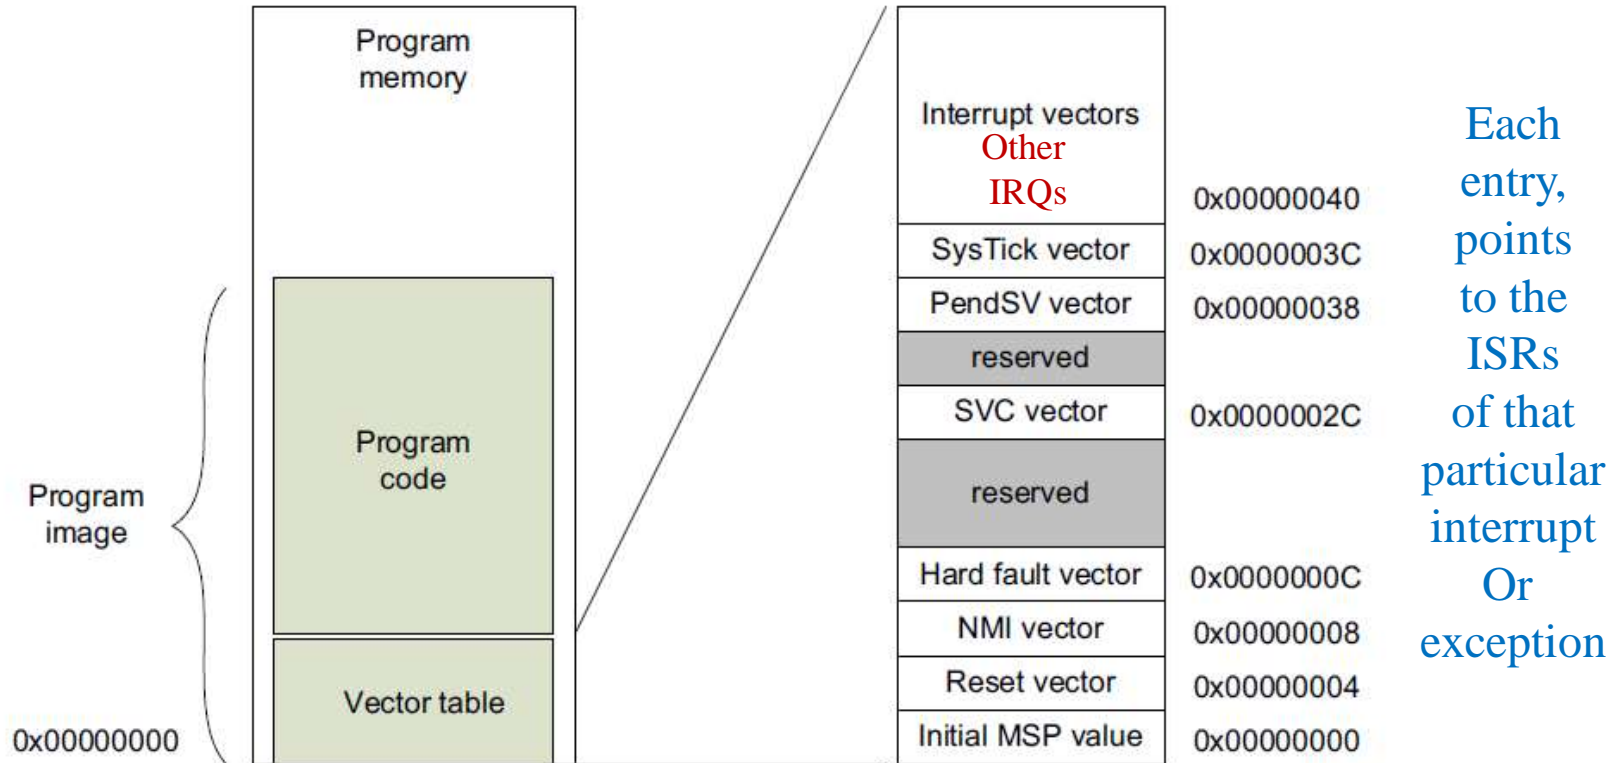 Program
memory
Program
code
Vector table
Program
image
0x00000000
Interrupt vectors
Other
IRQs
0x00000040
SysTick vector
0x0000003C
PendSV vector
0x00000038
reserved
SVC vector
0x0000002C
reserved
Hard fault vector
0x0000000C
NMI vector
0x00000008
Reset vector
0x00000004
Initial MSP value
0x00000000
Each
entry,
points
to the
ISRs
of that
particular
interrupt
Or
exception